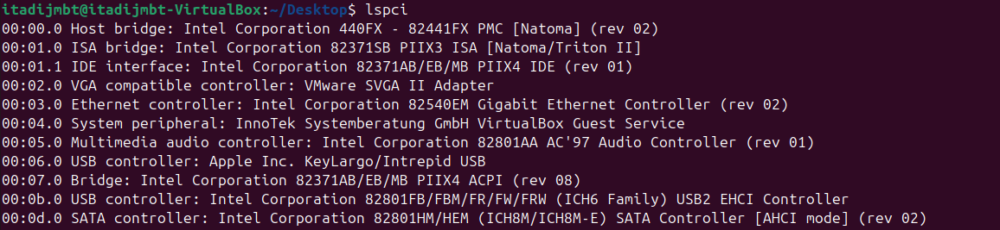 itadijmbt@itadijmbt-VirtualBox:~/Desktop$ lspci
00:00.0 Host bridge: Intel Corporation 440FX - 82441FX PMC [Natoma] (rev 02)
00:01.0 ISA bridge: Intel Corporation 82371SB PIIX3 ISA [Natoma/Triton II]
00:01.1 IDE interface: Intel Corporation 82371AB/EB/MB PIIX4 IDE (rev 01)
00:02.0 VGA compatible controller: VMware SVGA II Adapter
00:03.0 Ethernet controller: Intel Corporation 82540EM Gigabit Ethernet Controller (rev 02)
00:04.0 System peripheral: InnoTek Systemberatung GmbH VirtualBox Guest Service
00:05.0 Multimedia audio controller: Intel Corporation 82801AA AC'97 Audio Controller (rev 01)
00:06.0 USB controller: Apple Inc. KeyLargo/Intrepid USB
00:07.0 Bridge: Intel Corporation 82371AB/EB/MB PIIX4 ACPI (rev 08)
00:0b.0 USB controller: Intel Corporation 82801FB/FBM/FR/FW/FRW (ICH6 Family) USB2 EHCI Controller
00:0d.0 SATA controller: Intel Corporation 82801HM/HEM (ICH8M/ICH8M-E) SATA Controller [AHCI mode] (rev 02)